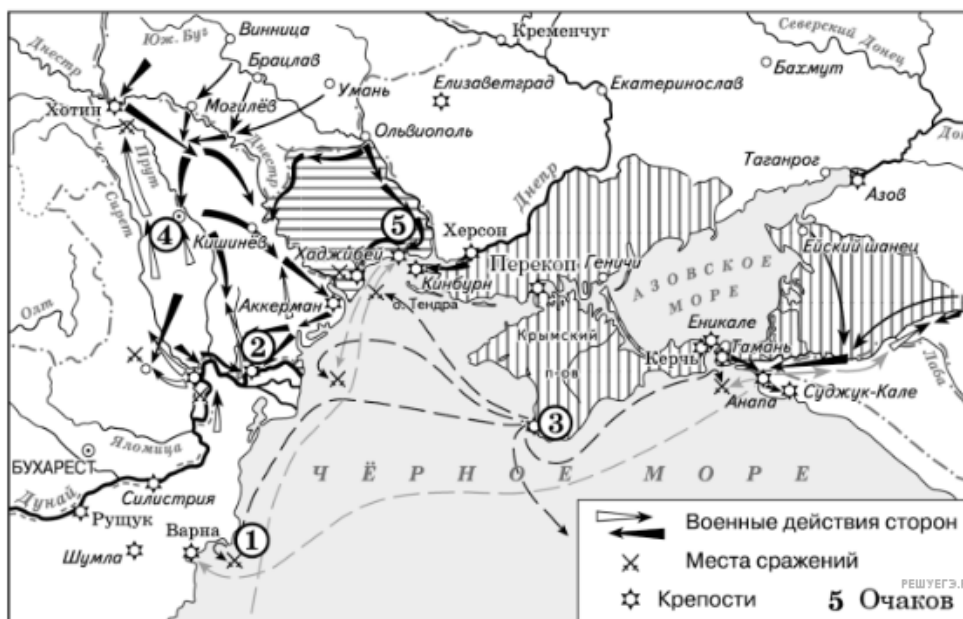 Днестр
Юж. Буг
Винница
Брацлав
Умань
Кременчуг
Елизаветград
Северский Донец
Бахмут
Екатеринослав
Хотин
Могилёв
Днестр
Ольвиополь
Днепр
Таганрог
Азов
Прут
Сирет
4
Кишинёв
5
Хаджибей
Херсон
Кинбурн
Перекоп
Геничи
Ейский шанец
АЗОВСКОЕ
МОРЕ
Олт
Аккерман
о. Тендра
Крымский
п-ов
Еникале
Керчь
Тамань
2
Лаба
Анапа
Суджук-Кале
3
Яломица
БУХАРЕСТ
ЧЁРНОЕ МОРЕ
Дунай
Силистрия
Рущук
Варна
1
Шумла
Военные действия сторон
Места сражений
Крепости
5 Очаков